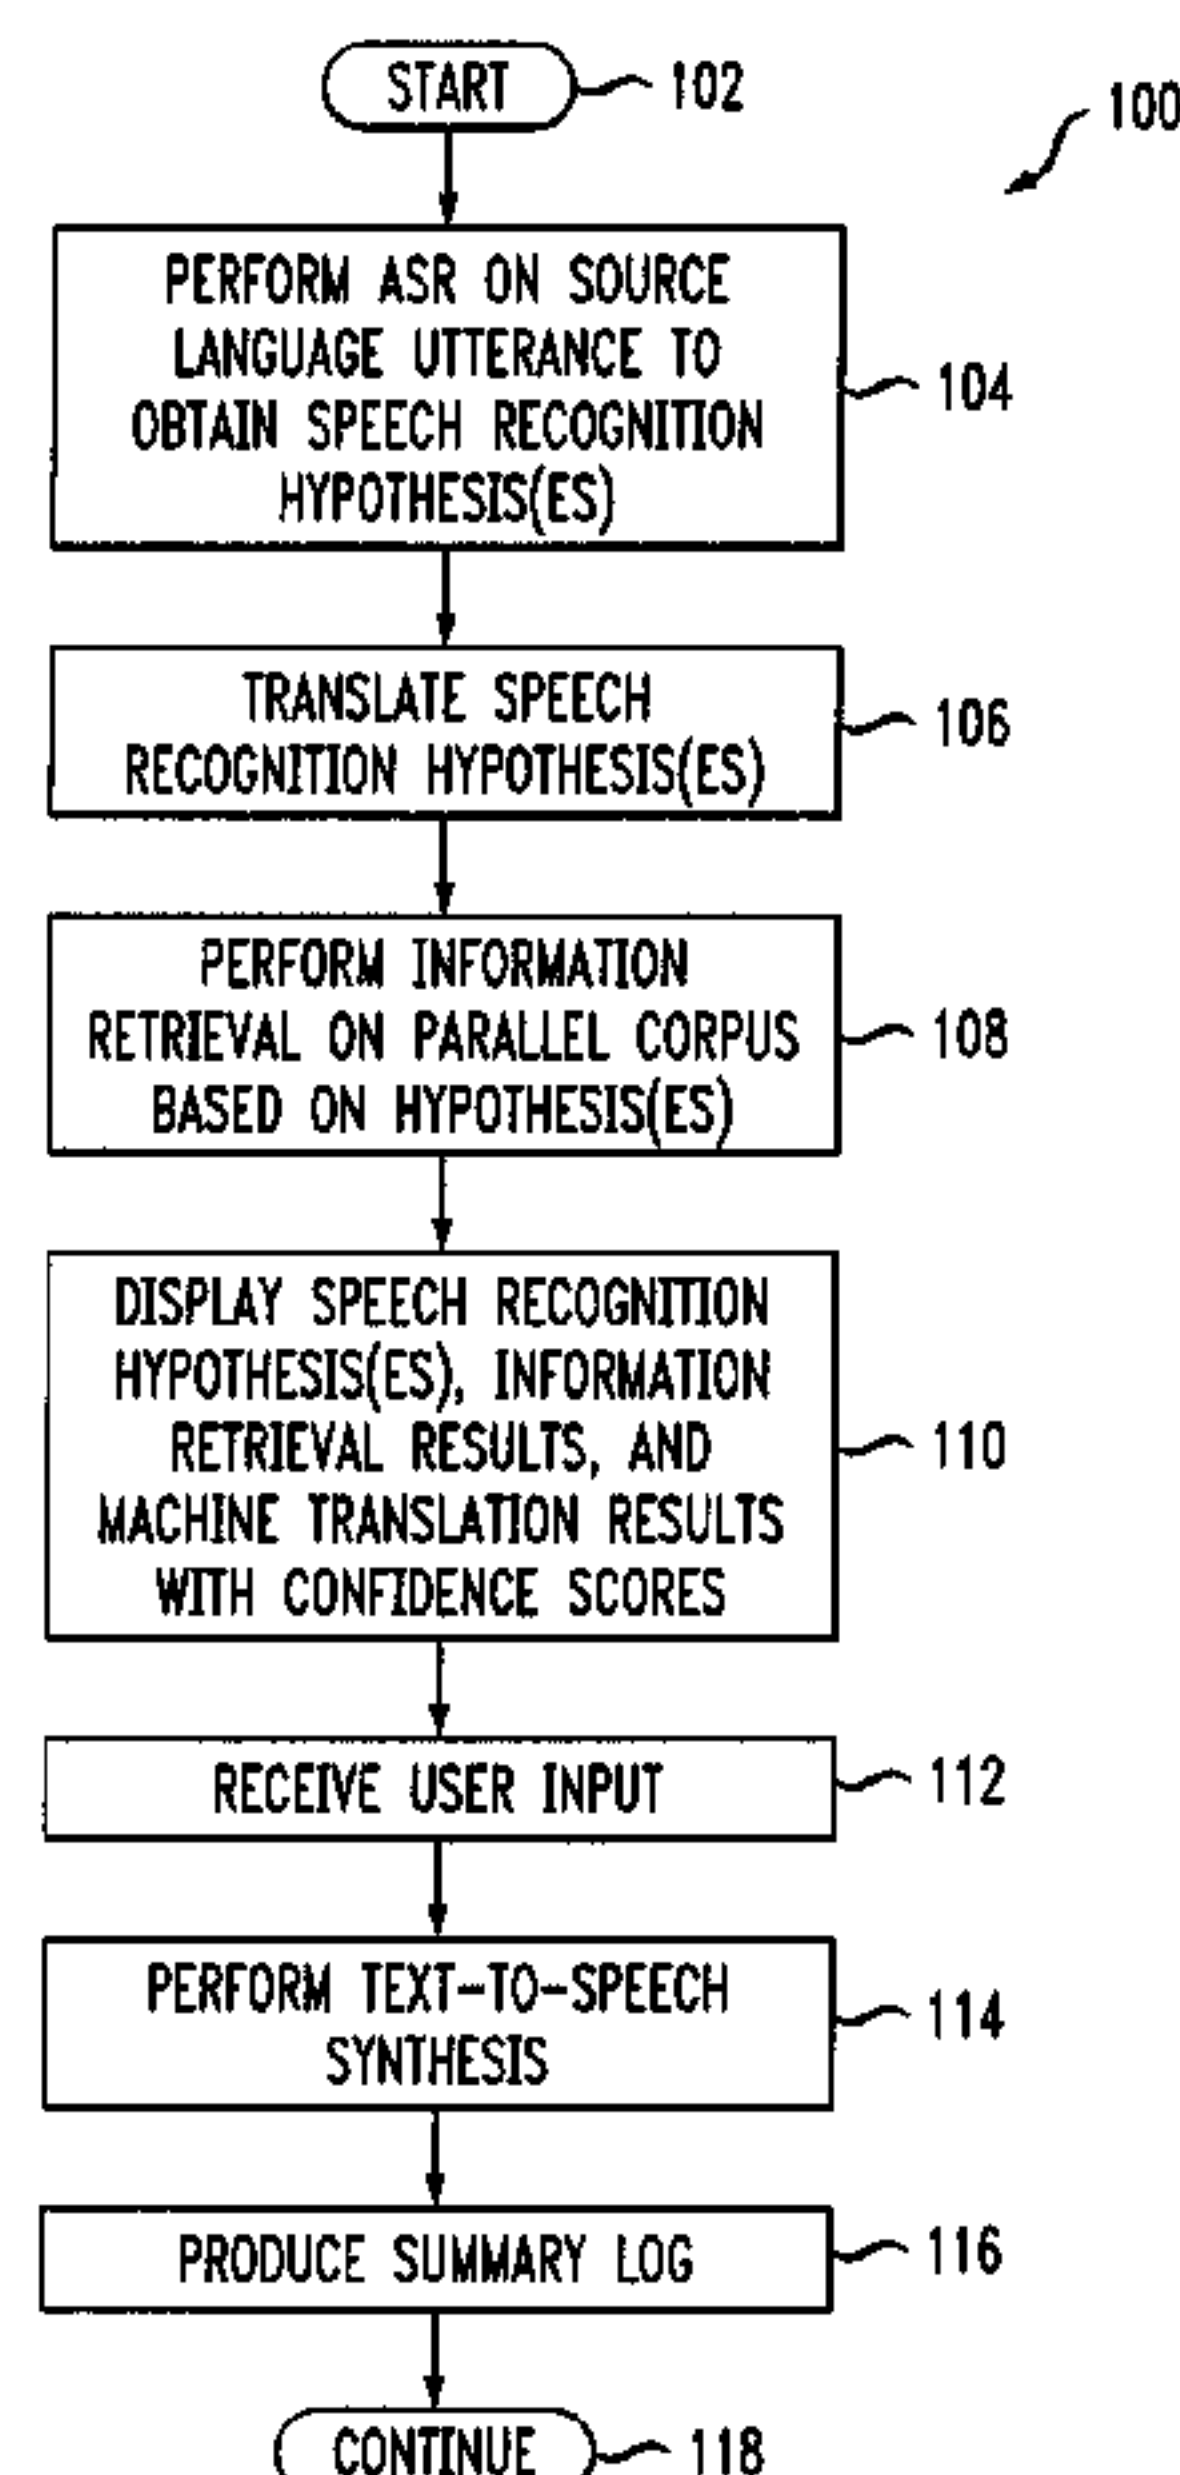 START 102
100
PERFORM ASR ON SOURCE
LANGUAGE UTTERANCE TO
OBTAIN SPEECH RECOGNITION
HYPOTHESIS(ES)
104
TRANSLATE SPEECH
RECOGNITION HYPOTHESIS(ES)
106
PERFORM INFORMATION
RETRIEVAL ON PARALLEL CORPUS
BASED ON HYPOTHESIS(ES)
108
DISPLAY SPEECH RECOGNITION
HYPOTHESIS(ES), INFORMATION
RETRIEVAL RESULTS, AND
MACHINE TRANSLATION RESULTS
WITH CONFIDENCE SCORES
110
RECEIVE USER INPUT
112
PERFORM TEXT-TO-SPEECH
SYNTHESIS
114
PRODUCE SUMMARY LOG
116
CONTINUE 118